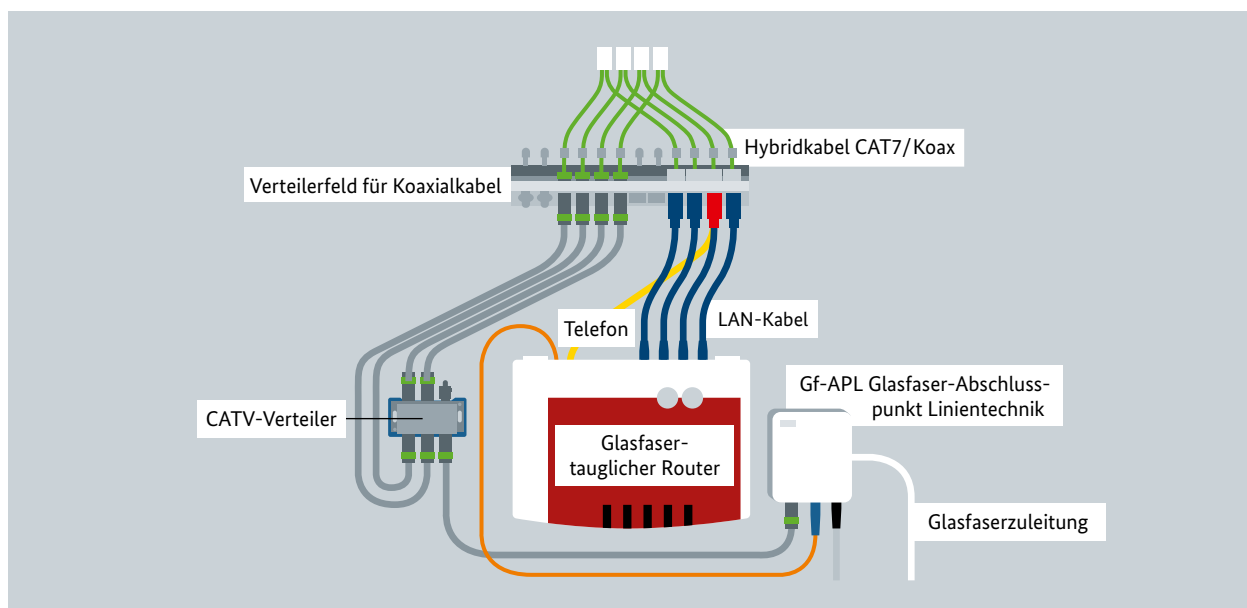 Hybridkabel CAT7/Koax
Verteilerfeld für Koaxialkabel
Telefon
LAN-Kabel
Gf-APL Glasfaser-Abschluss-
punkt Linientechnik
CATV-Verteiler
Glasfaser-
tauglicher Router
Glasfaserzuleitung